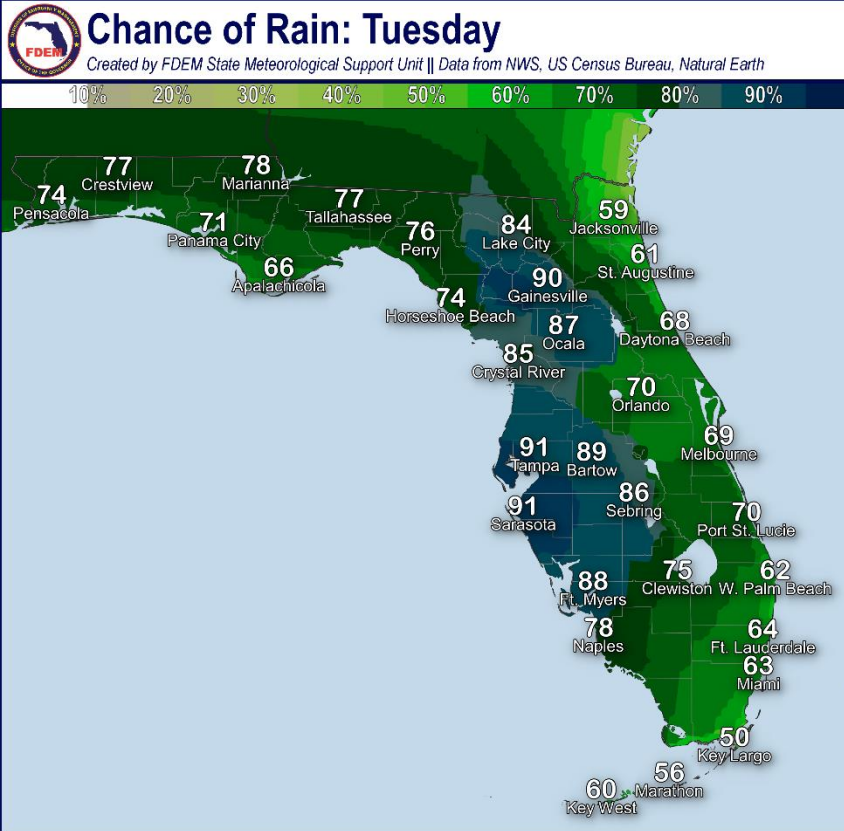 FDEM
Chance of Rain: Tuesday
Created by FDEM State Meteorological Support Unit || Data from NWS, US Census Bureau, Natural Earth
10% 20% 30% 40% 50% 60% 70% 80% 90%
77
Crestview
78
Marianna
74
Pensacola
77
Tallahassee
71
Panama City
76
Perry
84
Lake City
59
Jacksonville
66
Apalachicola
61
St. Augustine
90
Gainesville
74
Horseshoe Beach
87
Ocala
68
Daytona Beach
85
Crystal River
70
Orlando
91
Tampa
89
Bartow
69
Melbourne
91
Sarasota
86
Sebring
70
Port St. Lucie
88
Ft. Myers
75
Clewiston
62
W. Palm Beach
78
Naples
64
Ft. Lauderdale
63
Miami
50
Key Largo
56
Marathon
60
Key West